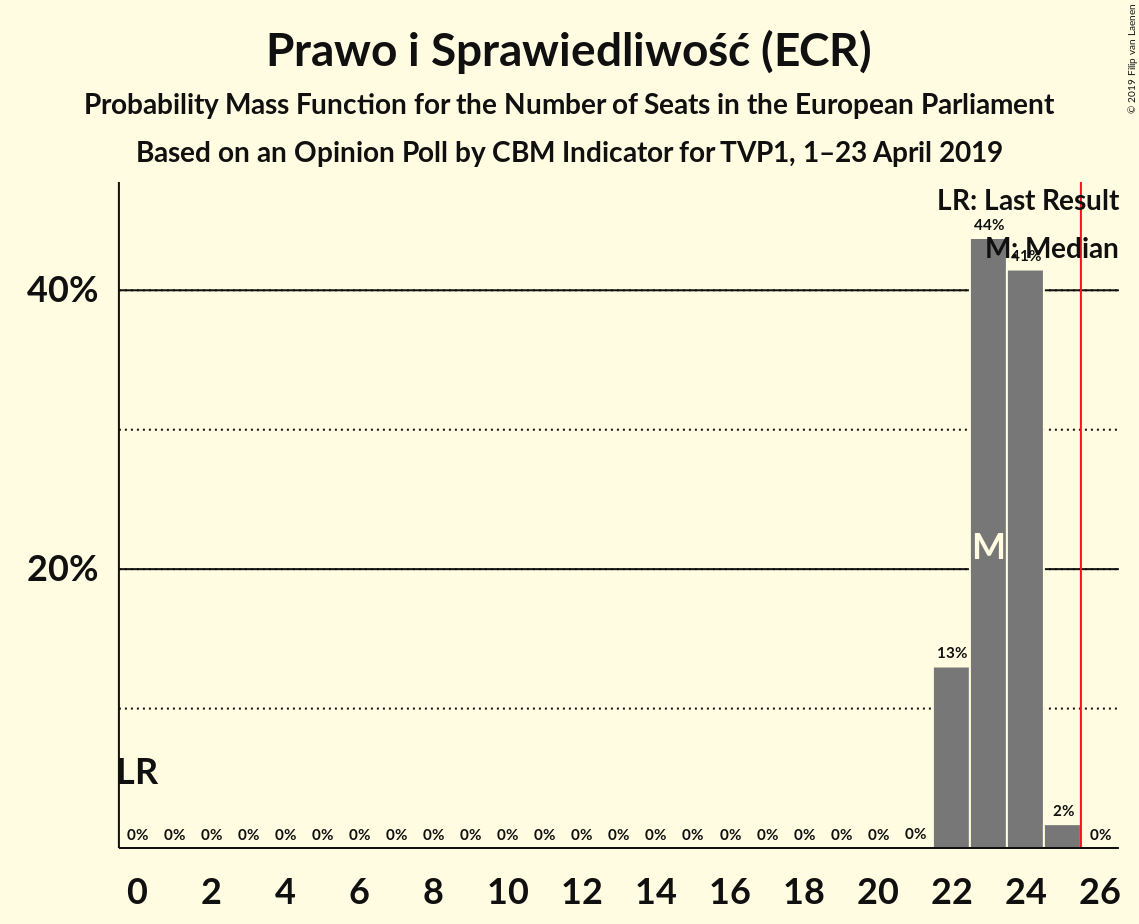 Prawo i Sprawiedliwość (ECR)
Probability Mass Function for the Number of Seats in the European Parliament
Based on an Opinion Poll by CBM Indicator for TVP1, 1–23 April 2019
© 2019 Filip van Laenen
LR: Last Result
M: Median
44%
41%
40%
M
20%
13%
LR
2%
0% 0% 0% 0% 0% 0% 0% 0% 0% 0% 0% 0% 0% 0% 0% 0% 0% 0% 0% 0% 0% 0% 0%
0 2 4 6 8 10 12 14 16 18 20 22 24 26